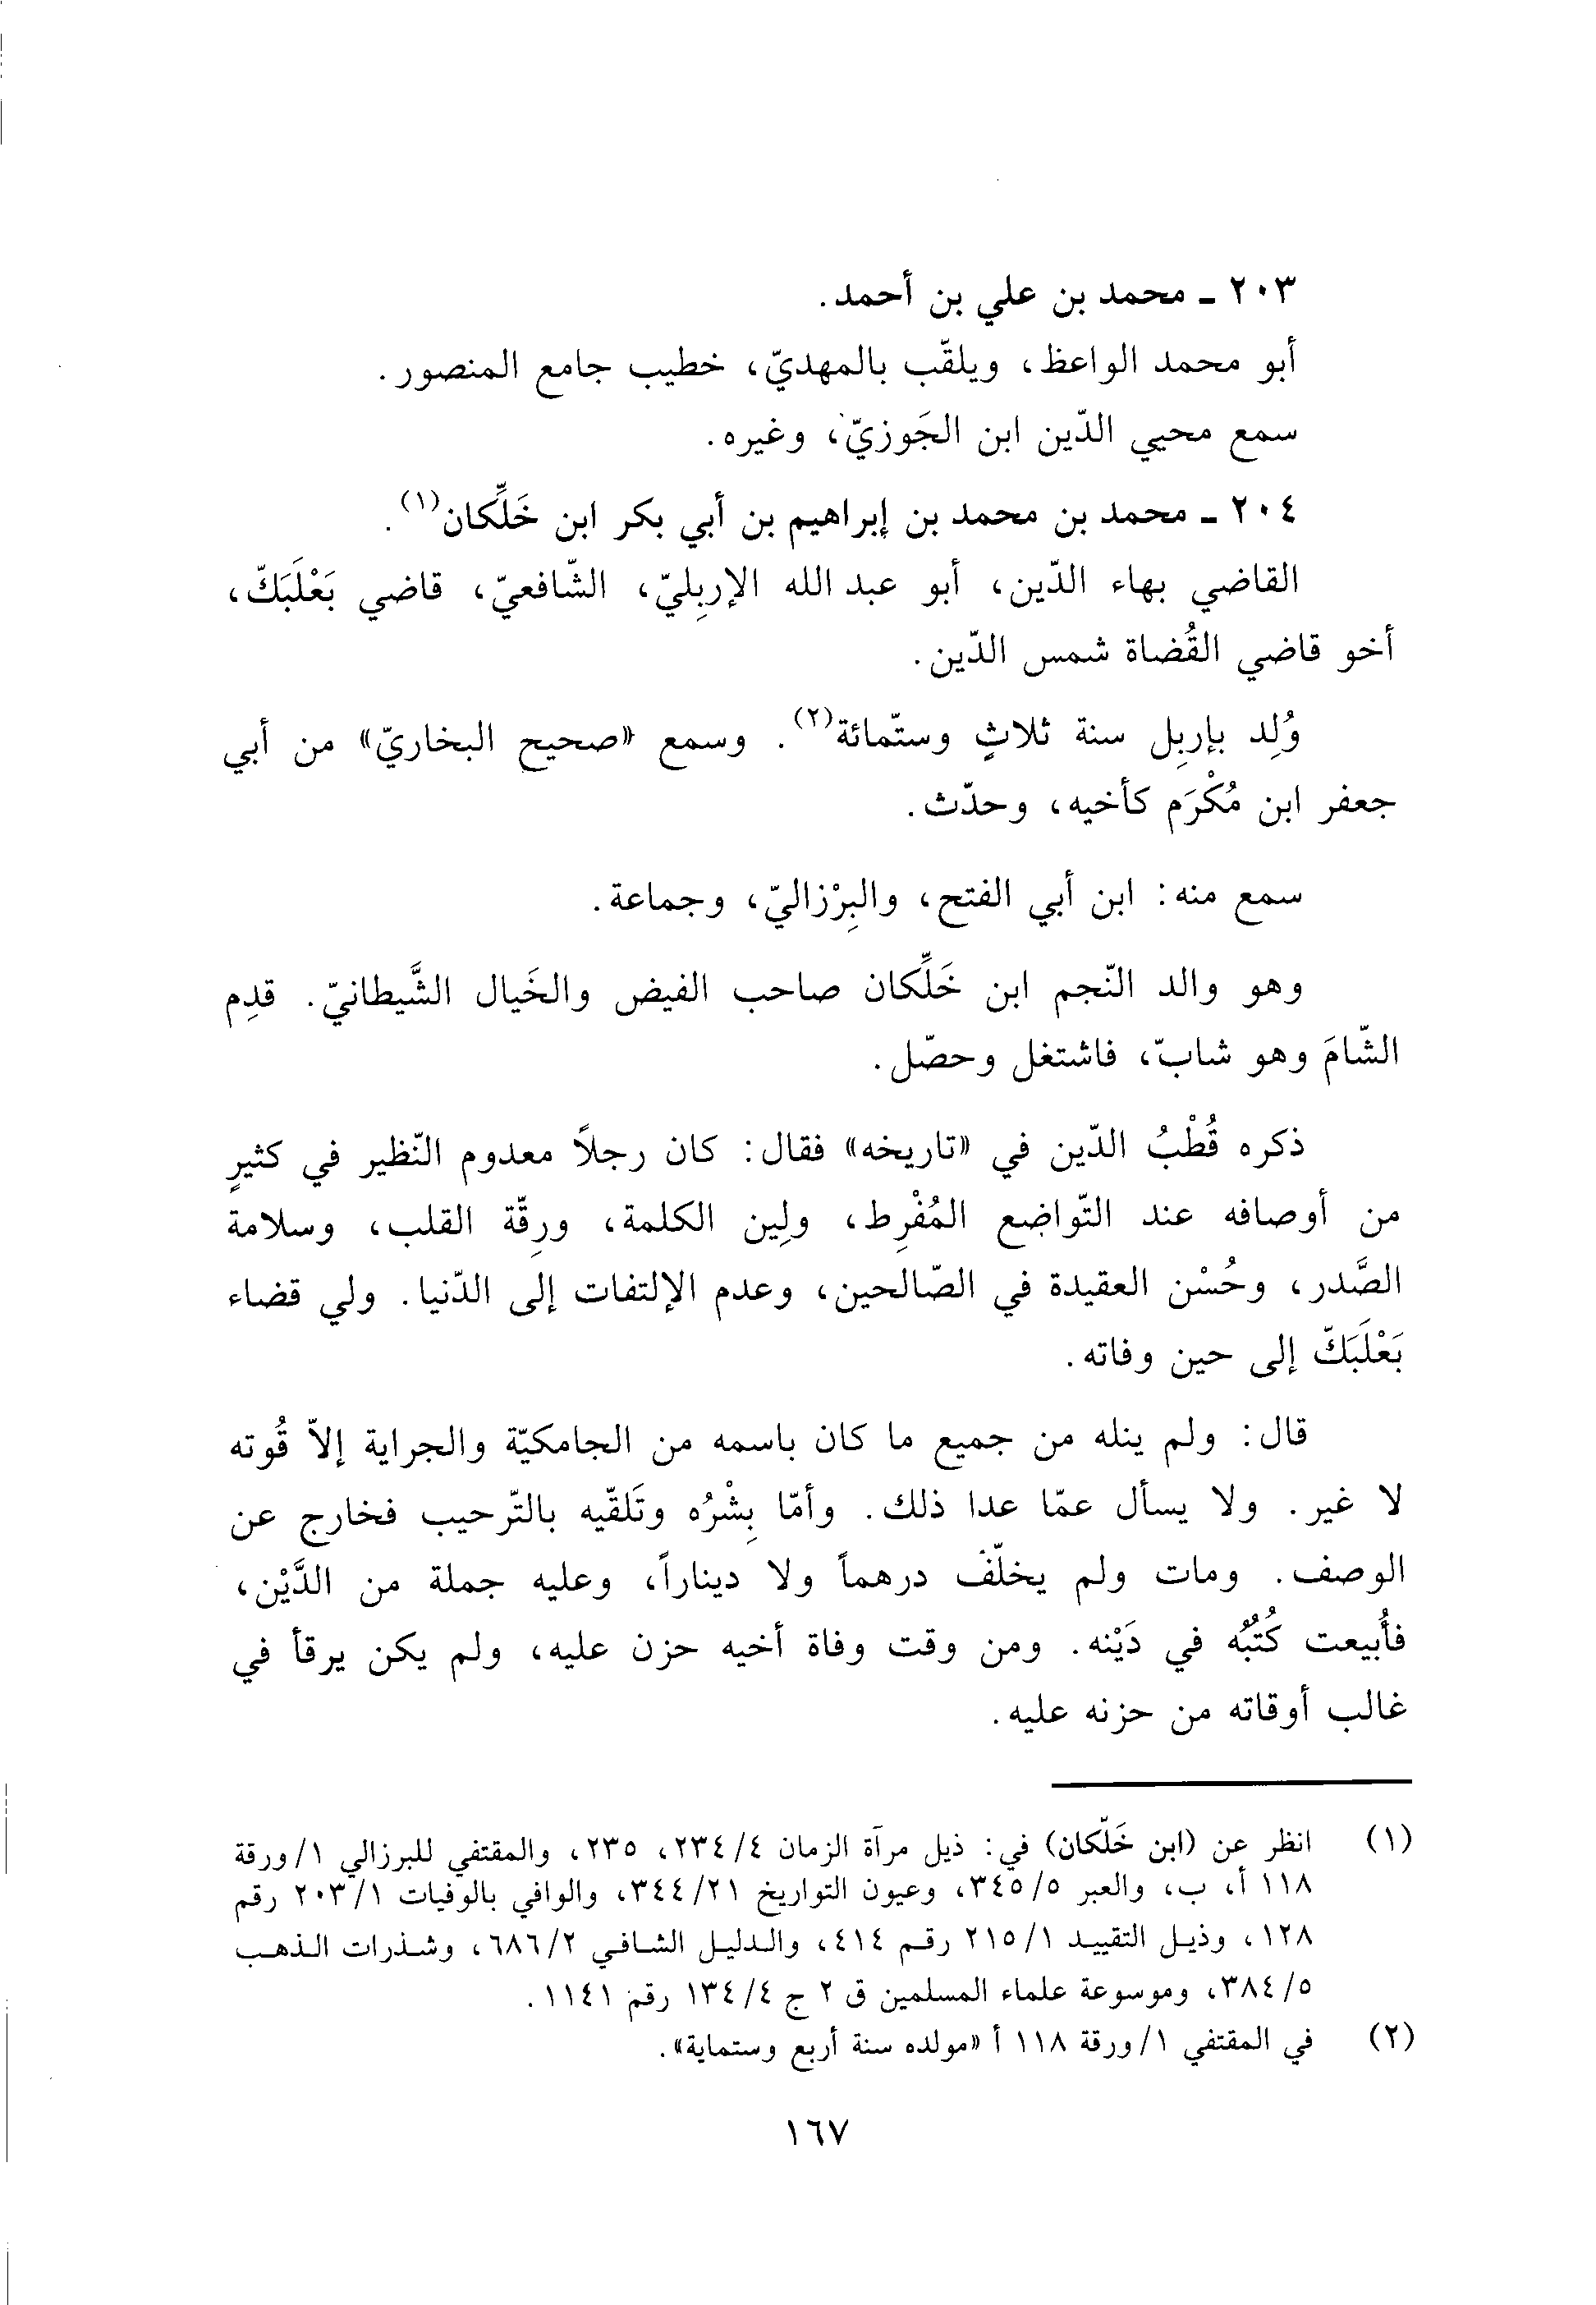 ٢٠٣ ـ محمد بن علي بن أحمد.
أبو محمد الواعظ، ويلقّب بالمهديّ، خطيب جامع المنصور.
سمع محيي الدّين ابن الجَوزيّ، وغيره.
٢٠٤ ـ محمد بن محمد بن إبراهيم بن أبي بكر ابن خَلِّكان(١).
القاضي بهاء الدّين، أبو عبد الله الإربِليّ، الشّافعيّ، قاضي بَعْلَبَكّ،
أخو قاضي القُضاة شمس الدّين.
وُلِد بإربِل سنة ثلاثٍ وستّمائة(٢). وسمع «صحيح البخاريّ» من أبي
جعفر ابن مُكْرَم كأخيه، وحدّث.
سمع منه: ابن أبي الفتح، والبِرْزاليّ، وجماعة.
وهو والد النّجم ابن خَلِّكان صاحب الفيض والخَيال الشَّيطانيّ. قدِم
الشّامَ وهو شابّ، فاشتغل وحصّل.
ذكره قُطْبُ الدّين في «تاريخه» فقال: كان رجلاً معدوم النّظير في كثيرٍ
من أوصافه عند التّواضع المُفْرِط، ولِين الكلمة، ورِقّة القلب، وسلامة
الصَّدر، وحُسْن العقيدة في الصّالحين، وعدم الإلتفات إلى الدّنيا. ولي قضاء
بَعْلَبَكّ إلى حين وفاته.
قال: ولم ينله من جميع ما كان باسمه من الجامكيّة والجراية إلاّ قُوته
لا غير. ولا يسأل عمّا عدا ذلك. وأمّا بِشْرُه وتَلقّيه بالتّرحيب فخارج عن
الوصف. ومات ولم يخلّف درهماً ولا ديناراً، وعليه جملة من الدَّيْن،
فأُبيعت كُتُبُه في دَيْنه. ومن وقت وفاة أخيه حزن عليه، ولم يكن يرقأ في
غالب أوقاته من حزنه عليه.
(١) انظر عن (ابن خَلّكان) في: ذيل مرآة الزمان ٤/ ٢٣٤، ٢٣٥، والمقتفي للبرزالي ١/ ورقة
١١٨ أ، ب، والعبر ٥/ ٣٤٥، وعيون التواريخ ٢١/ ٣٤٤، والوافي بالوفيات ١/ ٢٠٣ رقم
١٢٨، وذيل التقييد ١/ ٢١٥ رقم ٤١٤، والدليل الشافي ٢/ ٦٨٦، وشذرات الذهب
٥/ ٣٨٤، وموسوعة علماء المسلمين ق ٢ ج ٤/ ١٣٤ رقم ١١٤١.
(٢) في المقتفي ١/ ورقة ١١٨ أ «مولده سنة أربع وستماية».
١٦٧